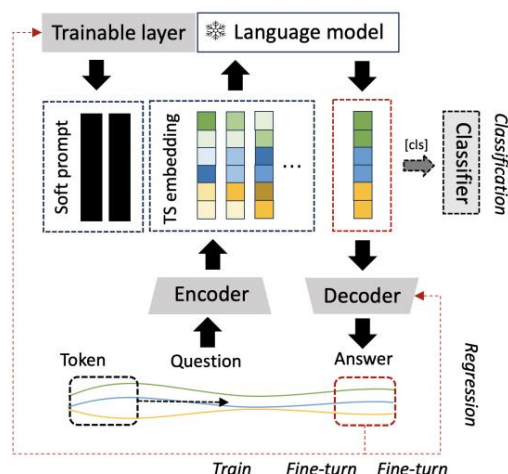 Trainable layer
Language model
Soft prompt
TS embedding
...
[cls]
Classifier
Classification
Encoder
Decoder
Token
Question
Answer
Regression
Train
Fine-turn
Fine-turn